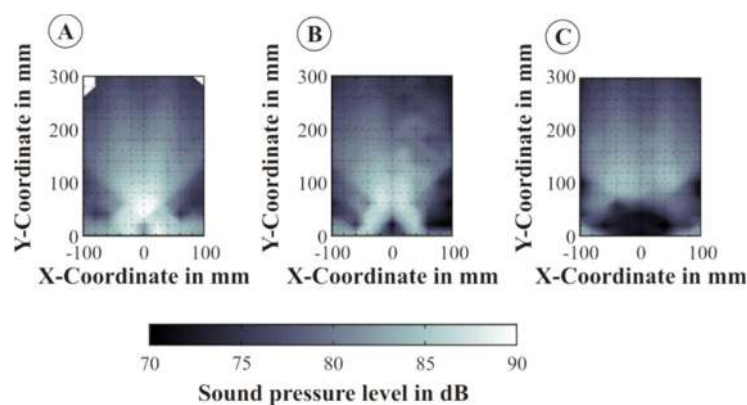 A
B
C
Y-Coordinate in mm
300
200
100
0
-100 0 100
X-Coordinate in mm
Y-Coordinate in mm
300
200
100
0
-100 0 100
X-Coordinate in mm
Y-Coordinate in mm
300
200
100
0
-100 0 100
X-Coordinate in mm
70 75 80 85 90
Sound pressure level in dB